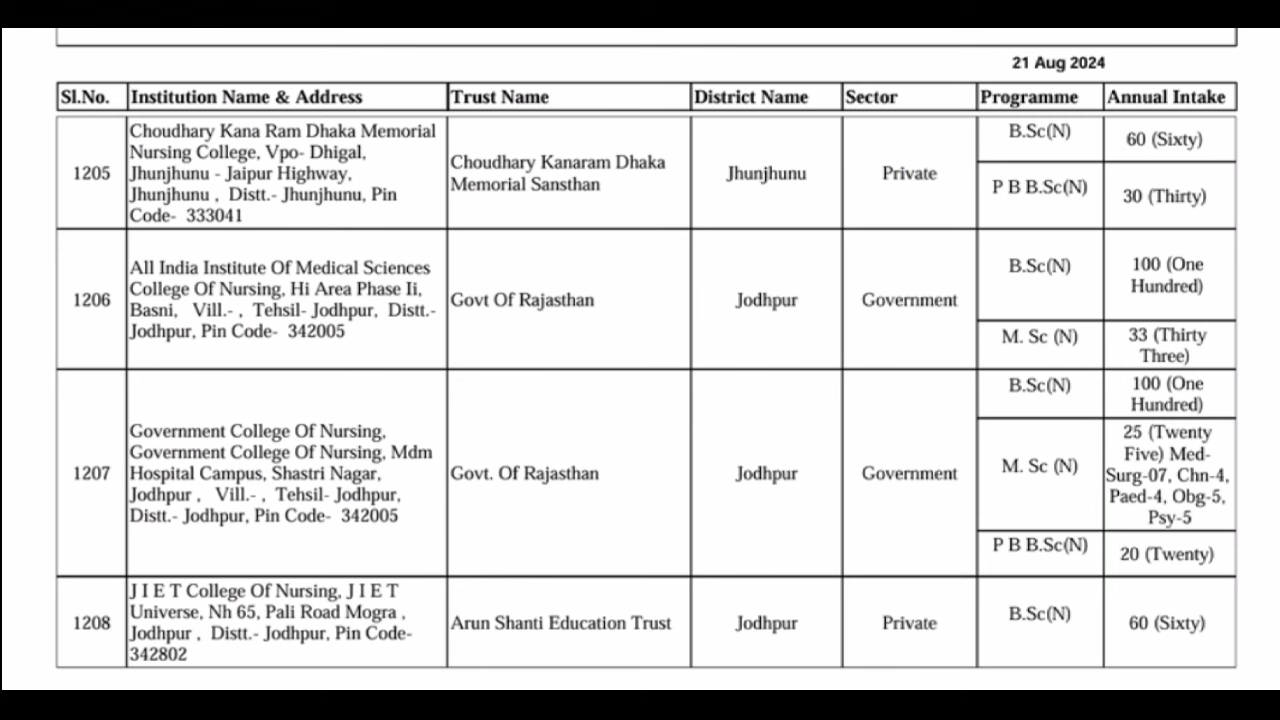 21 Aug 2024
Sl.No. Institution Name & Address Trust Name District Name Sector Programme Annual Intake
1205
Choudhary Kana Ram Dhaka Memorial
Nursing College, Vpo- Dhigal,
Jhunjhunu - Jaipur Highway,
Jhunjhunu , Distt.- Jhunjhunu, Pin
Code- 333041
Choudhary Kanaram Dhaka
Memorial Sansthan
Jhunjhunu
Private
B.Sc(N)
60 (Sixty)
P B B.Sc(N)
30 (Thirty)
1206
All India Institute Of Medical Sciences
College Of Nursing, Hi Area Phase Ii,
Basni, Vill.- , Tehsil- Jodhpur, Distt.-
Jodhpur, Pin Code- 342005
Govt Of Rajasthan
Jodhpur
Government
B.Sc(N)
100 (One
Hundred)
M. Sc (N)
33 (Thirty
Three)
1207
Government College Of Nursing,
Government College Of Nursing, Mdm
Hospital Campus, Shastri Nagar,
Jodhpur , Vill.- , Tehsil- Jodhpur,
Distt.- Jodhpur, Pin Code- 342005
Govt. Of Rajasthan
Jodhpur
Government
B.Sc(N)
100 (One
Hundred)
M. Sc (N)
25 (Twenty
Five) Med-
Surg-07, Chn-4,
Paed-4, Obg-5,
Psy-5
P B B.Sc(N)
20 (Twenty)
1208
J I E T College Of Nursing, J I E T
Universe, Nh 65, Pali Road Mogra ,
Jodhpur , Distt.- Jodhpur, Pin Code-
342802
Arun Shanti Education Trust
Jodhpur
Private
B.Sc(N)
60 (Sixty)